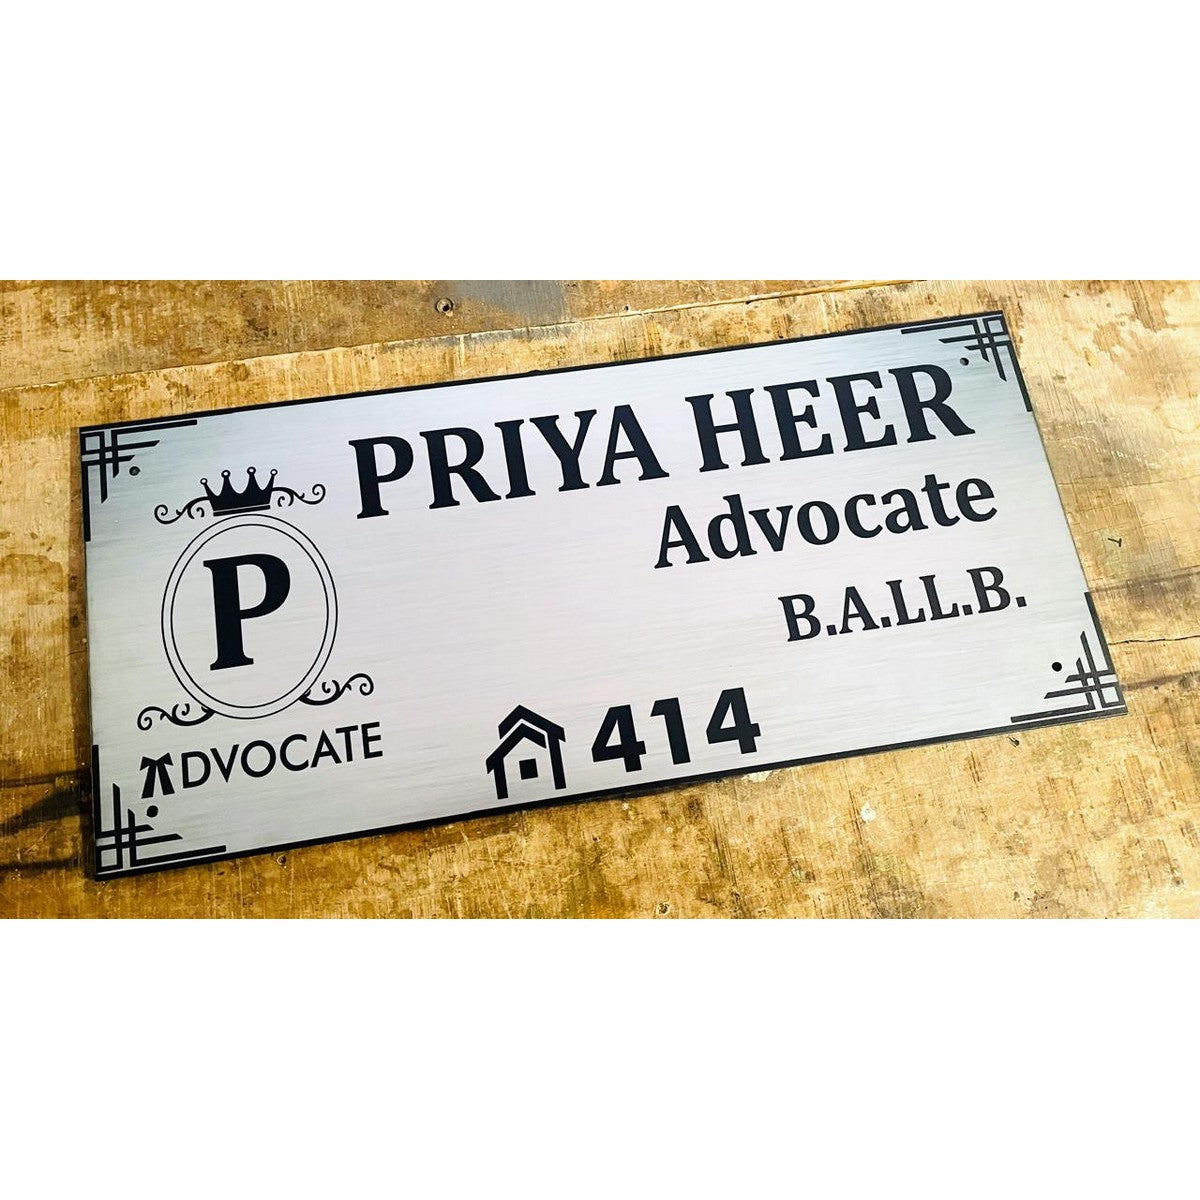 PRIYA HEER
Advocate
B.A.LL.B.
P
ADVOCATE
414